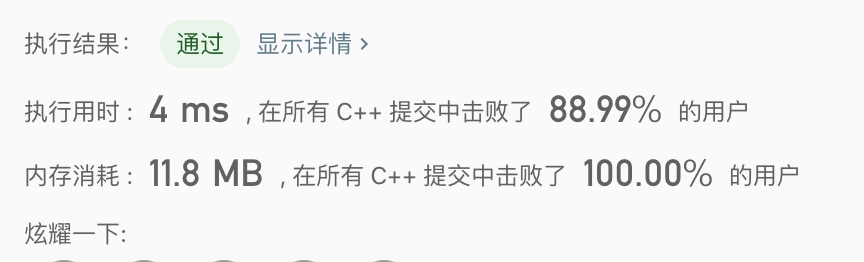 执行结果： 通过 显示详情 >
执行用时 : 4 ms , 在所有 C++ 提交中击败了 88.99% 的用户
内存消耗 : 11.8 MB , 在所有 C++ 提交中击败了 100.00% 的用户
炫耀一下: